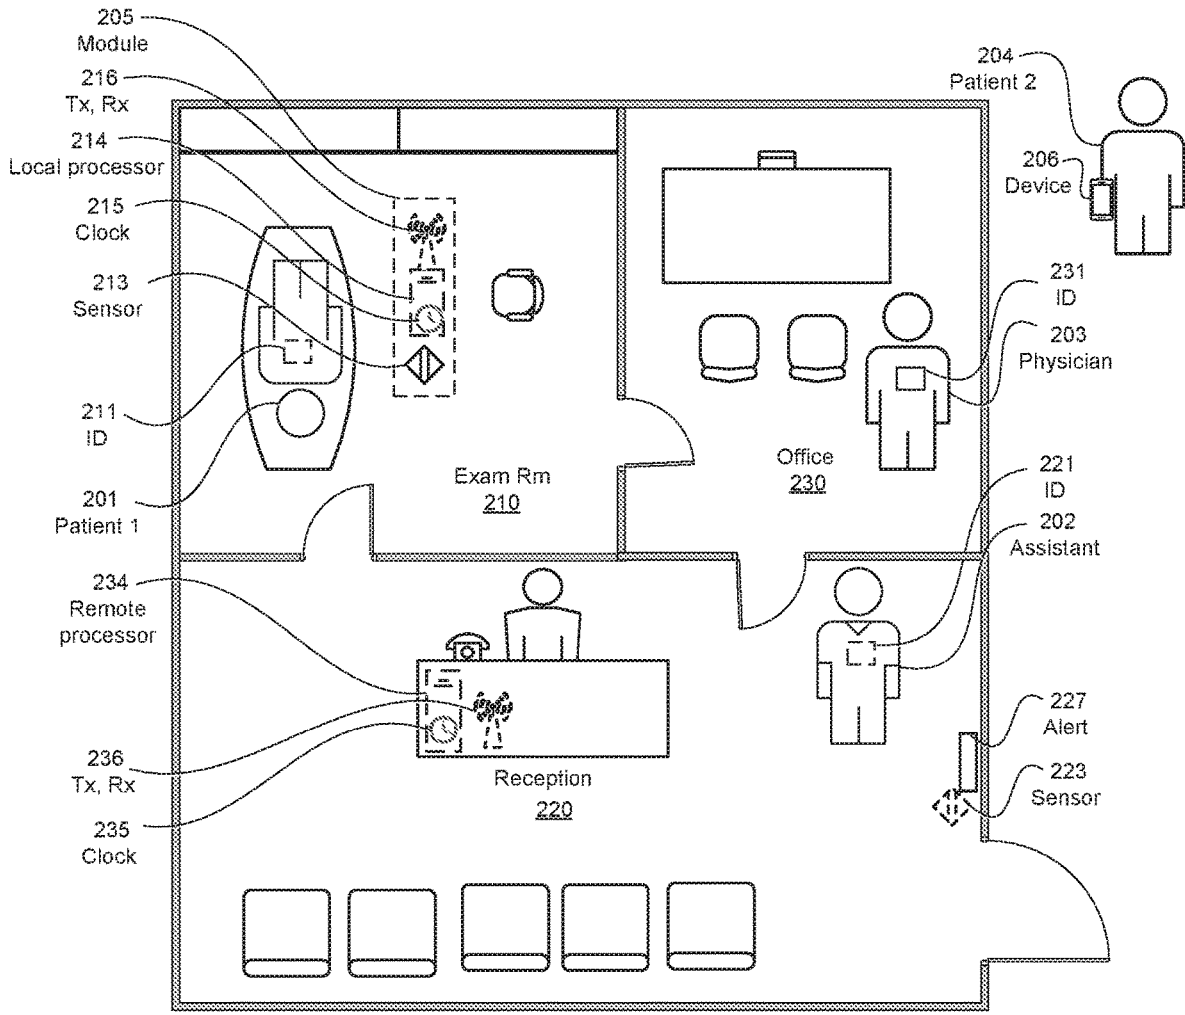 205
Module
216
Tx, Rx
214
Local processor
215
Clock
213
Sensor
211
ID
201
Patient 1
234
Remote
processor
236
Tx, Rx
235
Clock
204
Patient 2
206
Device
231
ID
203
Physician
221
ID
202
Assistant
227
Alert
223
Sensor
Exam Rm
210
Office
230
Reception
220